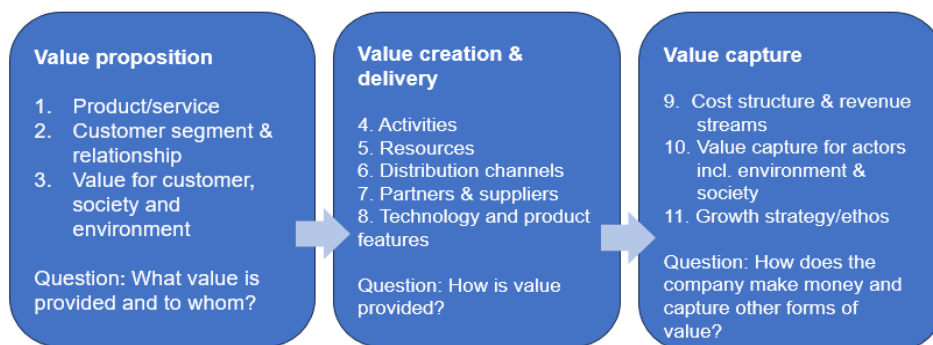 Value proposition
1. Product/service
2. Customer segment &
relationship
3. Value for customer,
society and
environment
Question: What value is
provided and to whom?
Value creation &
delivery
4. Activities
5. Resources
6. Distribution channels
7. Partners & suppliers
8. Technology and product
features
Question: How is value
provided?
Value capture
9. Cost structure & revenue
streams
10. Value capture for actors
incl. environment &
society
11. Growth strategy/ethos
Question: How does the
company make money and
capture other forms of
value?